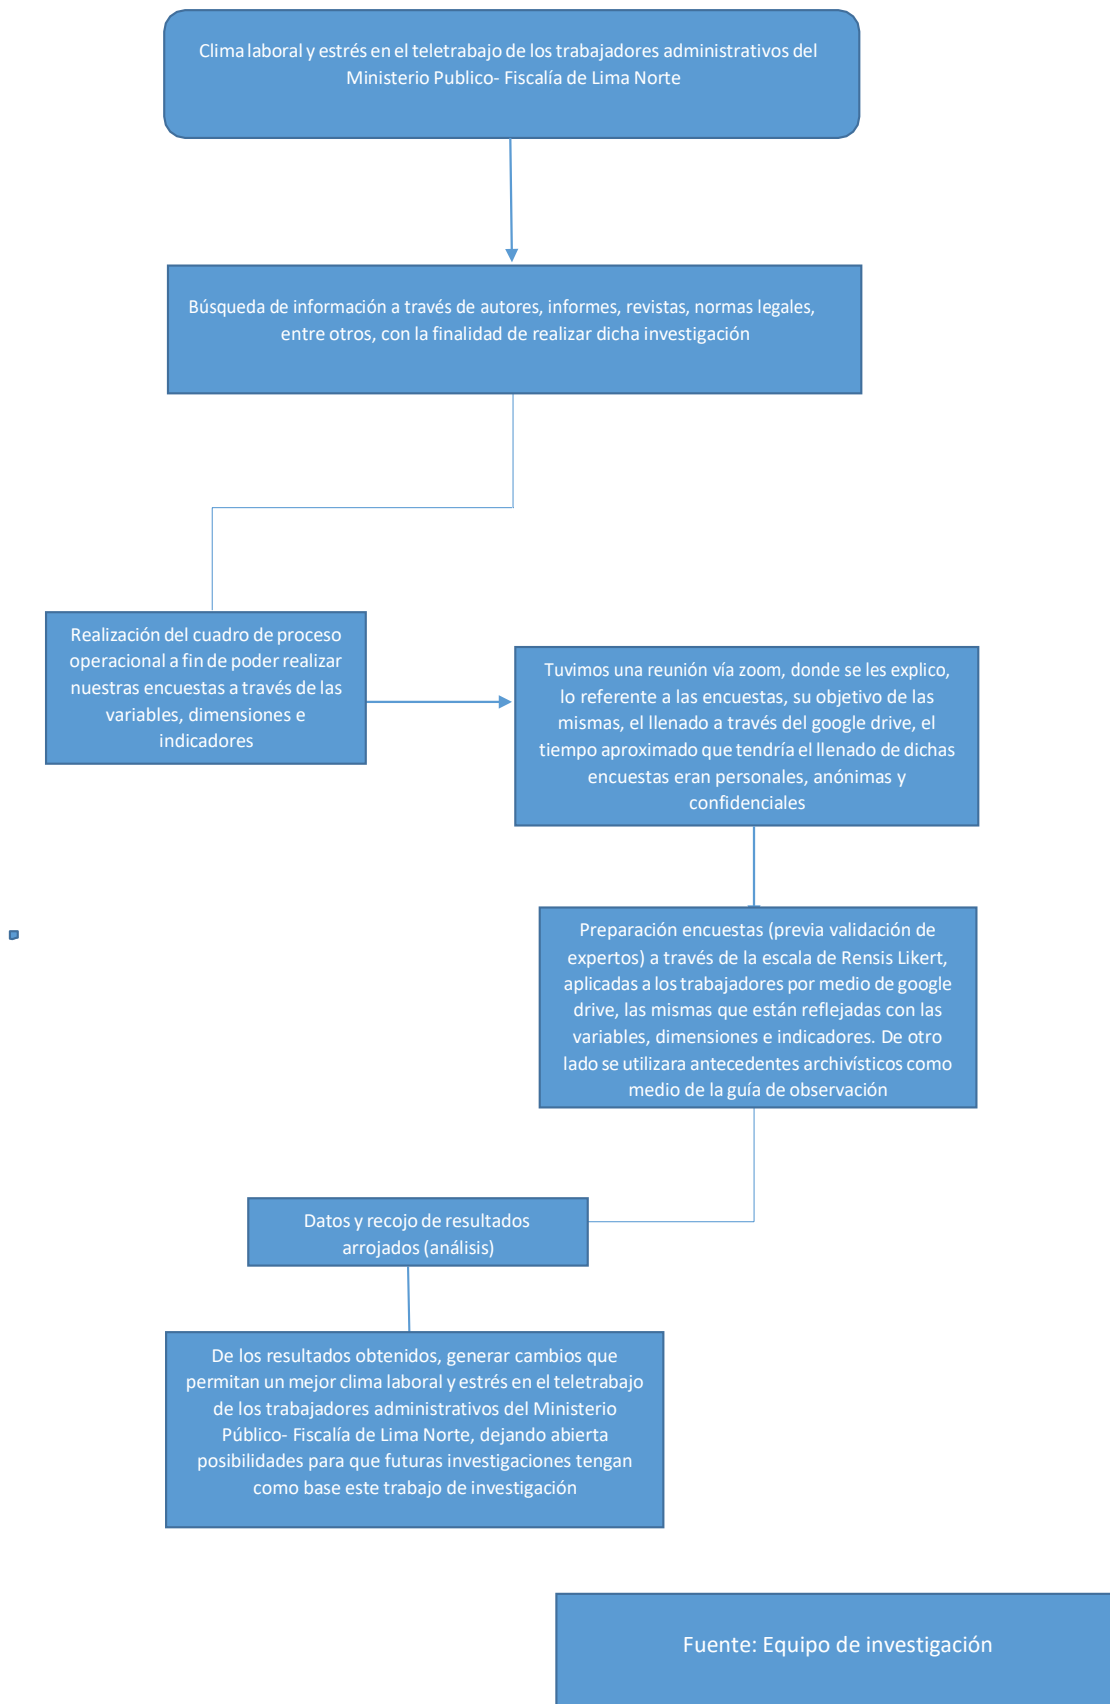 Clima laboral y estrés en el teletrabajo de los trabajadores administrativos del
Ministerio Publico- Fiscalía de Lima Norte
Búsqueda de información a través de autores, informes, revistas, normas legales,
entre otros, con la finalidad de realizar dicha investigación
Realización del cuadro de proceso
operacional a fin de poder realizar
nuestras encuestas a través de las
variables, dimensiones e
indicadores
Tuvimos una reunión vía zoom, donde se les explico,
lo referente a las encuestas, su objetivo de las
mismas, el llenado a través del google drive, el
tiempo aproximado que tendría el llenado de dichas
encuestas eran personales, anónimas y
confidenciales
Preparación encuestas (previa validación de
expertos) a través de la escala de Rensis Likert,
aplicadas a los trabajadores por medio de google
drive, las mismas que están reflejadas con las
variables, dimensiones e indicadores. De otro
lado se utilizara antecedentes archivísticos como
medio de la guía de observación
Datos y recojo de resultados
arrojados (análisis)
De los resultados obtenidos, generar cambios que
permitan un mejor clima laboral y estrés en el teletrabajo
de los trabajadores administrativos del Ministerio
Público- Fiscalía de Lima Norte, dejando abierta
posibilidades para que futuras investigaciones tengan
como base este trabajo de investigación
Fuente: Equipo de investigación